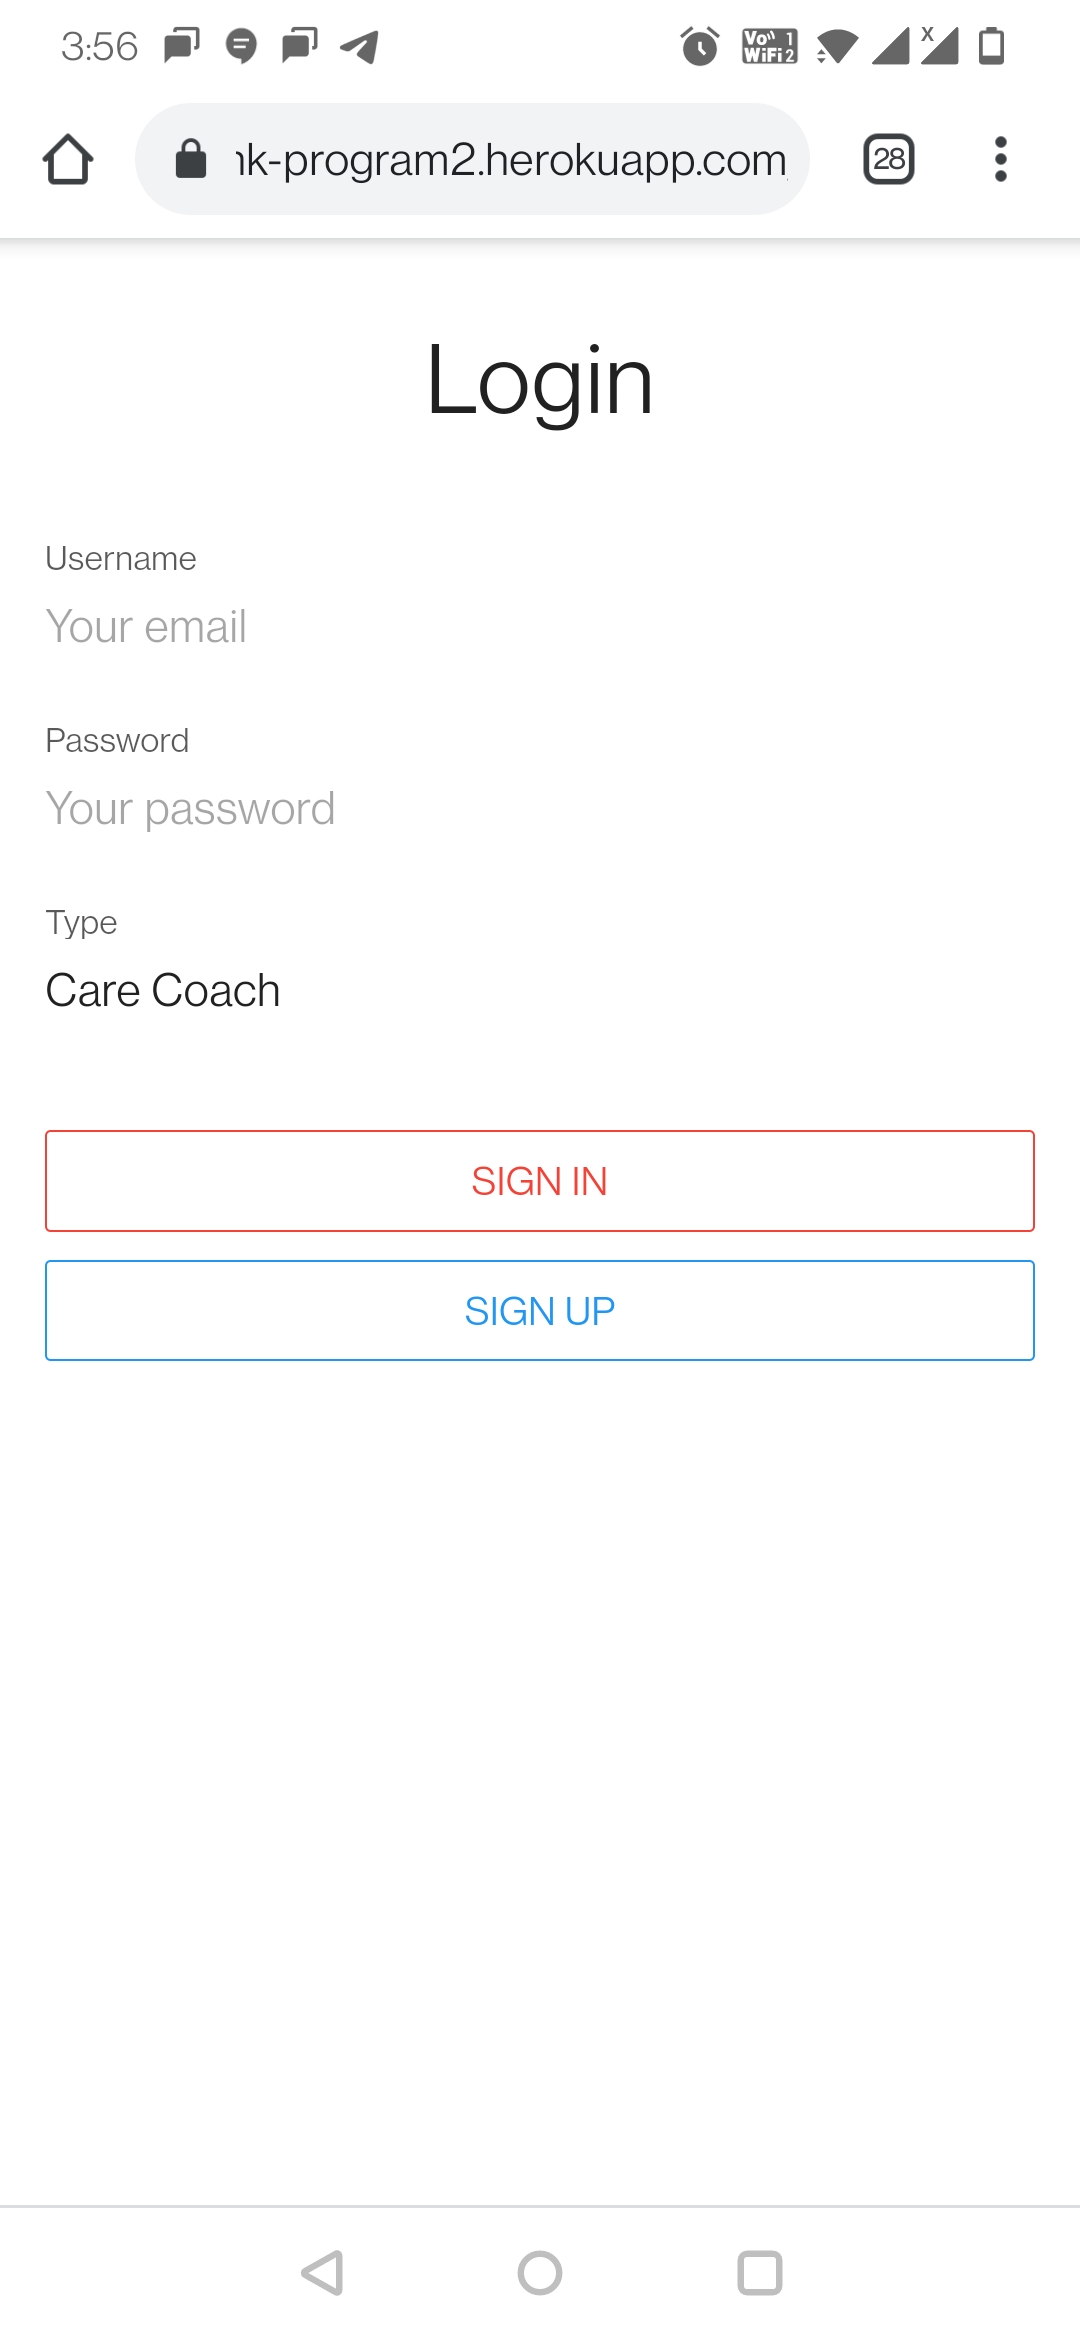 3:56
Vo 1
WiFi 2
x
k-program2.herokuapp.com
28
Login
Username
Your email
Password
Your password
Type
Care Coach
SIGN IN
SIGN UP